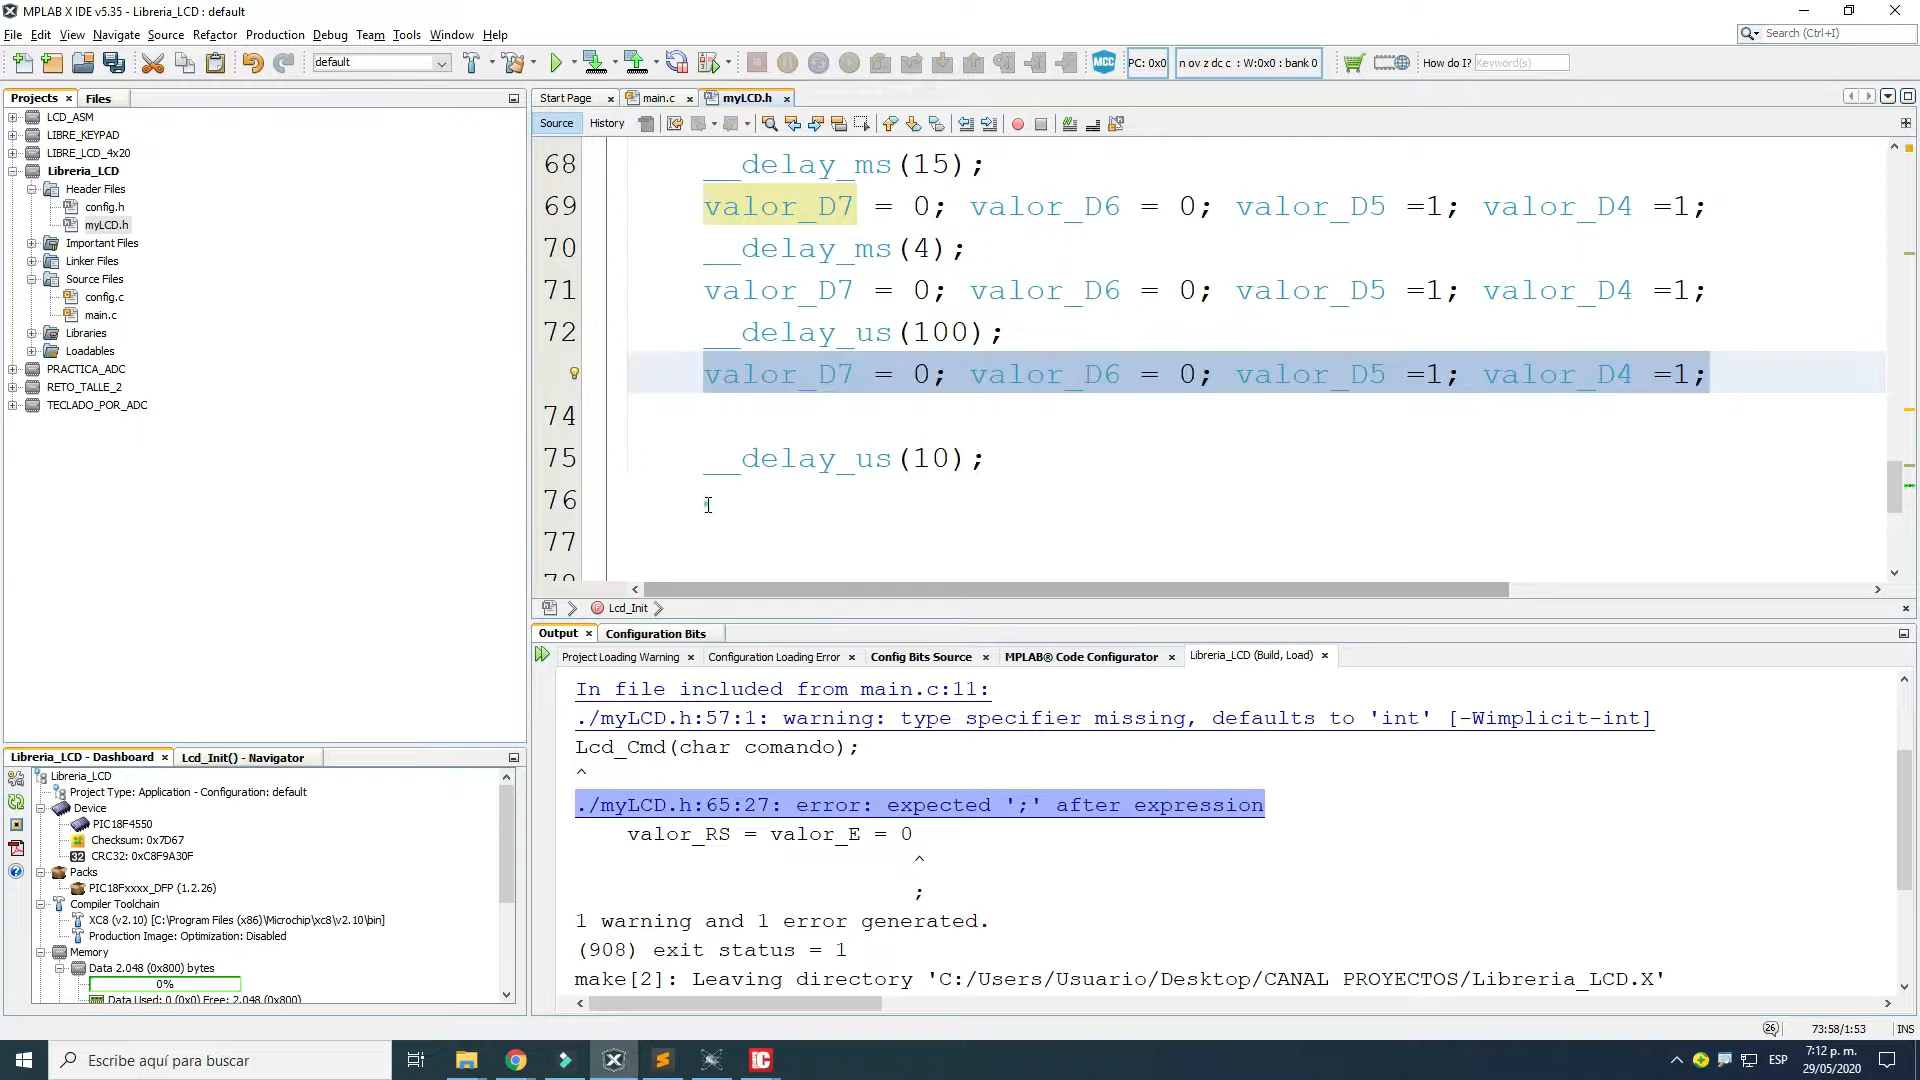 MPLAB X IDE v5.35 - Libreria_LCD : default
File Edit View Navigate Source Refactor Production Debug Team Tools Window Help
Search (Ctrl+I)
default
MCC
PC: 0x0
n ov z dc c : W:0x0 : bank 0
How do I? Keyword(s)
Projects Files
LCD_ASM
LIBRE_KEYPAD
LIBRE_LCD_4x20
Libreria_LCD
Header Files
config.h
myLCD.h
Important Files
Linker Files
Source Files
config.c
main.c
Libraries
Loadables
PRACTICA_ADC
RETO_TALLE_2
TECLADO_POR_ADC
Start Page main.c myLCD.h
Source History
68 __delay_ms(15);
69 valor_D7 = 0; valor_D6 = 0; valor_D5 =1; valor_D4 =1;
70 __delay_ms(4);
71 valor_D7 = 0; valor_D6 = 0; valor_D5 =1; valor_D4 =1;
72 __delay_us(100);
valor_D7 = 0; valor_D6 = 0; valor_D5 =1; valor_D4 =1;
74
75 __delay_us(10);
76
77
78
Lcd_Init
Output Configuration Bits
Project Loading Warning Configuration Loading Error Config Bits Source MPLAB® Code Configurator Libreria_LCD (Build, Load)
In file included from main.c:11:
./myLCD.h:57:1: warning: type specifier missing, defaults to 'int' [-Wimplicit-int]
Lcd_Cmd(char comando);
^
./myLCD.h:65:27: error: expected ';' after expression
valor_RS = valor_E = 0
^
;
1 warning and 1 error generated.
(908) exit status = 1
make[2]: Leaving directory 'C:/Users/Usuario/Desktop/CANAL PROYECTOS/Libreria_LCD.X'
Libreria_LCD - Dashboard Lcd_Init() - Navigator
Libreria_LCD
Project Type: Application - Configuration: default
Device
PIC18F4550
Checksum: 0x7D67
CRC32: 0xC8F9A30F
Packs
PIC18Fxxxx_DFP (1.2.26)
Compiler Toolchain
XC8 (v2.10) [C:\Program Files (x86)\Microchip\xc8\v2.10\bin]
Production Image: Optimization: Disabled
Memory
Data 2.048 (0x800) bytes
0%
Data Used: 0 (0x0) Free: 2.048 (0x800)
26 73:58/1:53 INS
Escribe aquí para buscar
ESP
7:12 p. m.
29/05/2020